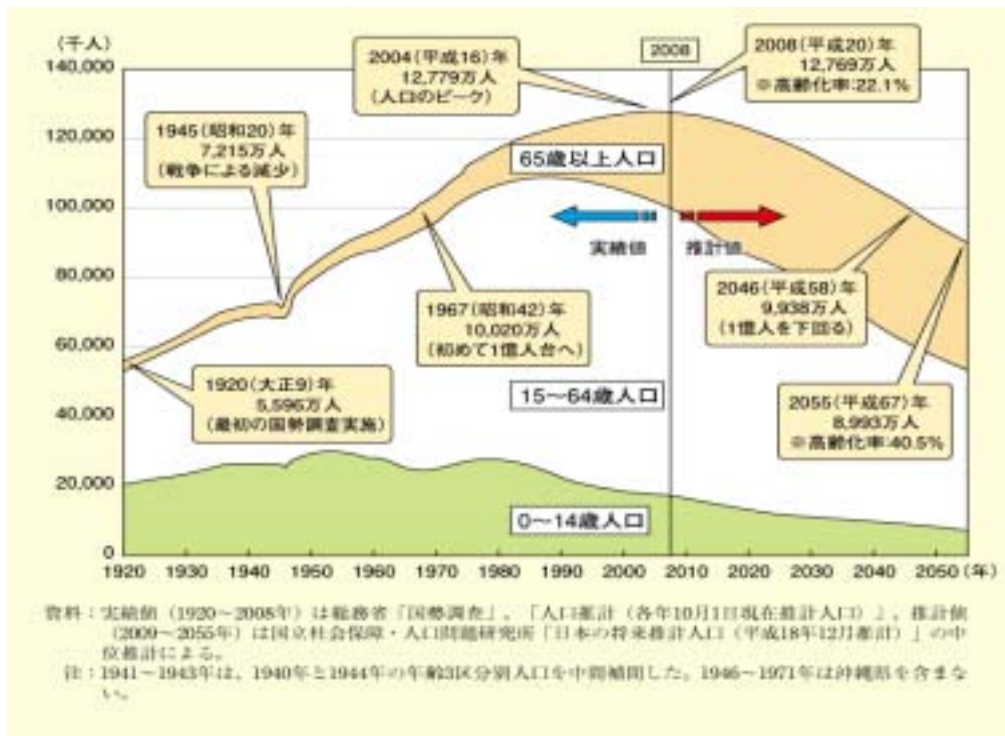 (千人)
140,000
120,000
100,000
80,000
60,000
40,000
20,000
0
2004(平成16)年
12,779万人
(人口のピーク)
2008
2008(平成20)年
12,769万人
※高齢化率:22.1%
1945(昭和20)年
7,215万人
(戦争による減少)
65歳以上人口
実績値
推計値
1967(昭和42)年
10,020万人
(初めて1億人台へ)
2046(平成58)年
9,938万人
(1億人を下回る)
1920(大正9)年
5,596万人
(最初の国勢調査実施)
15～64歳人口
2055(平成67)年
8,993万人
※高齢化率:40.5%
0～14歳人口
1920 1930 1940 1950 1960 1970 1980 1990 2000 2010 2020 2030 2040 2050(年)
資料：実績値（1920～2008年）は総務省「国勢調査」、「人口推計（各年10月1日現在推計人口）」、推計値
（2009～2055年）は国立社会保障・人口問題研究所「日本の将来推計人口（平成18年12月推計）」の中
位推計による。
注：1941～1943年は、1940年と1944年の年齢3区分別人口を中間補間した。1946～1971年は沖縄県を含まな
い。